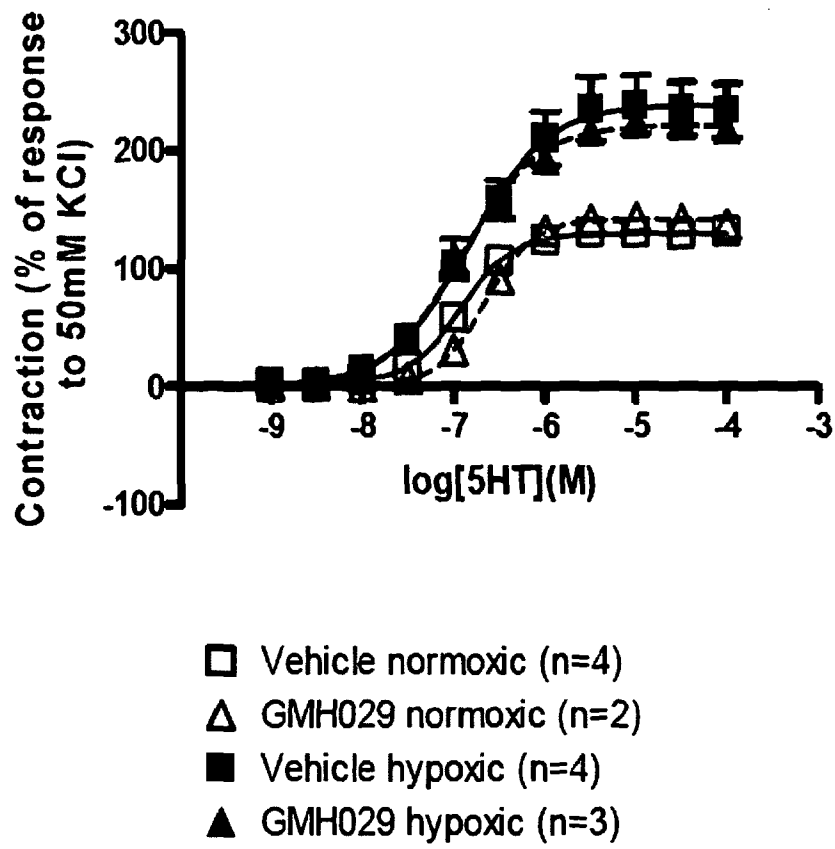 Contraction (% of response
to 50mM KCl)
300
200
100
0
-100
-9 -8 -7 -6 -5 -4 -3
log[5HT](M)
Vehicle normoxic (n=4)
GMH029 normoxic (n=2)
Vehicle hypoxic (n=4)
GMH029 hypoxic (n=3)